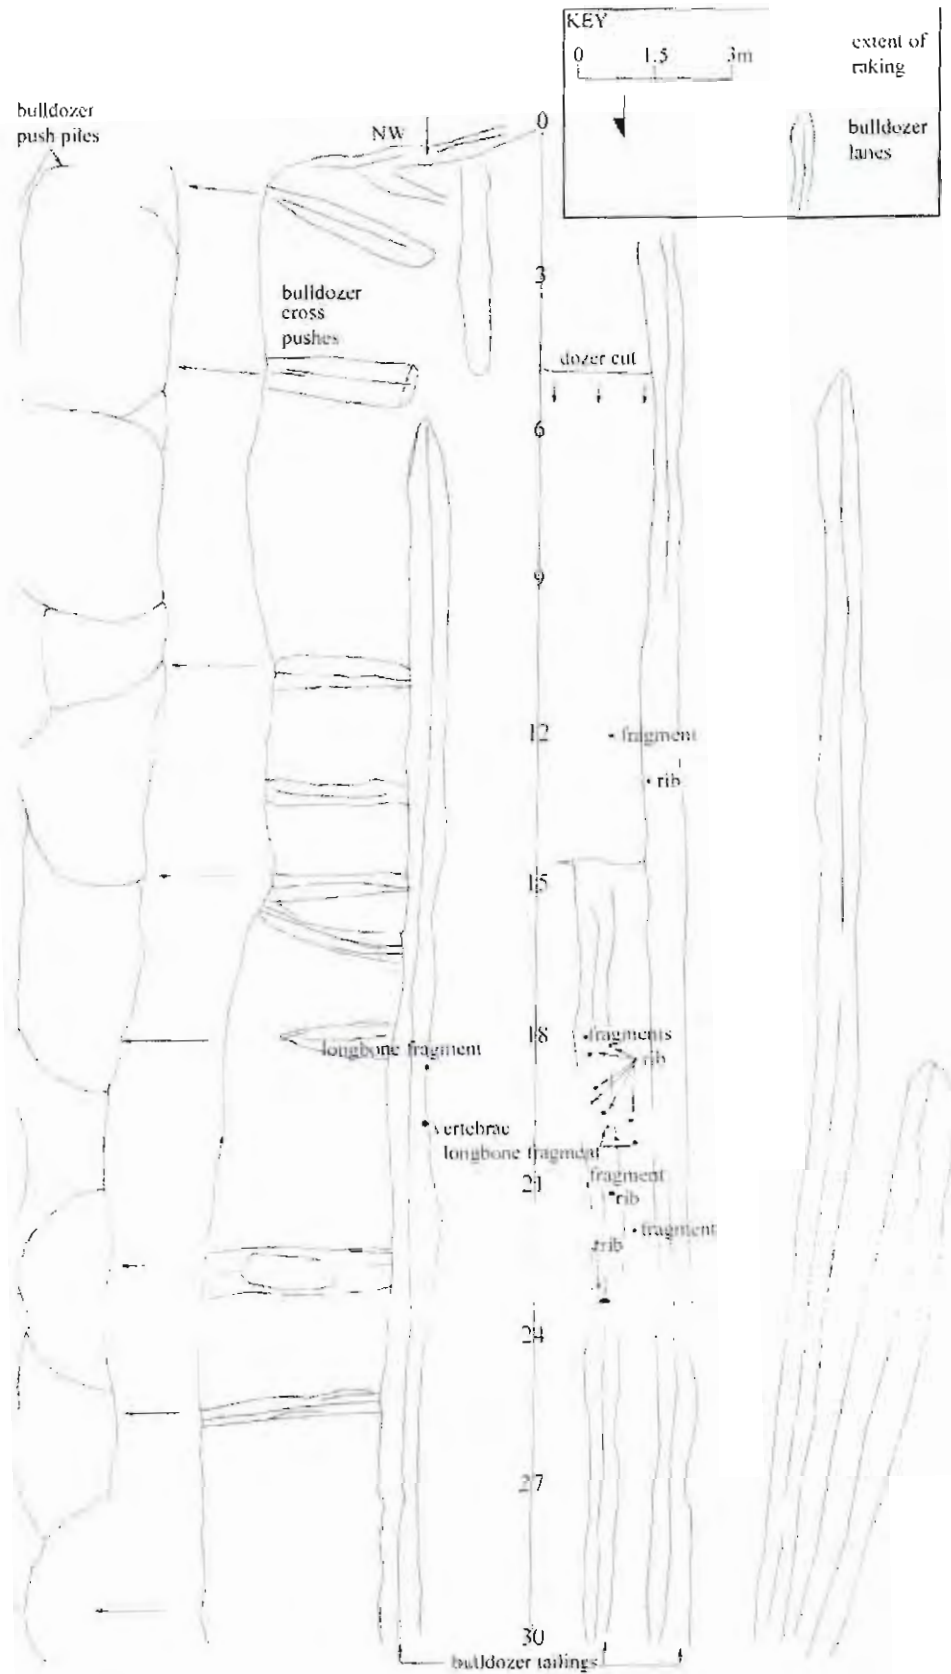 KEY
0 1.5 3m
extent of
raking
bulldozer
lanes
bulldozer
push piles
NW
0
3
bulldozer
cross
pushes
dozer cut
6
9
12
fragment
rib
15
18
fragments
rib
longbone fragment
vertebrae
longbone fragment
fragment
21
rib
fragment
rib
24
27
30
bulldozer tailings